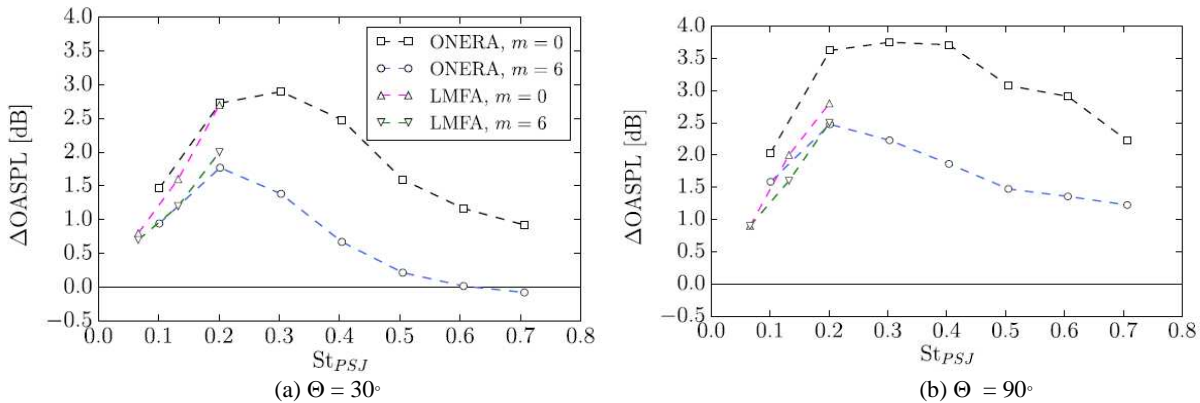 4.0
3.5
3.0
2.5
2.0
1.5
1.0
0.5
0.0
−0.5
ΔOASPL [dB]
ONERA, m = 0
ONERA, m = 6
LMFA, m = 0
LMFA, m = 6
0.0 0.1 0.2 0.3 0.4 0.5 0.6 0.7 0.8
St_PSJ
(a) Θ = 30°
4.0
3.5
3.0
2.5
2.0
1.5
1.0
0.5
0.0
−0.5
ΔOASPL [dB]
0.0 0.1 0.2 0.3 0.4 0.5 0.6 0.7 0.8
St_PSJ
(b) Θ = 90°